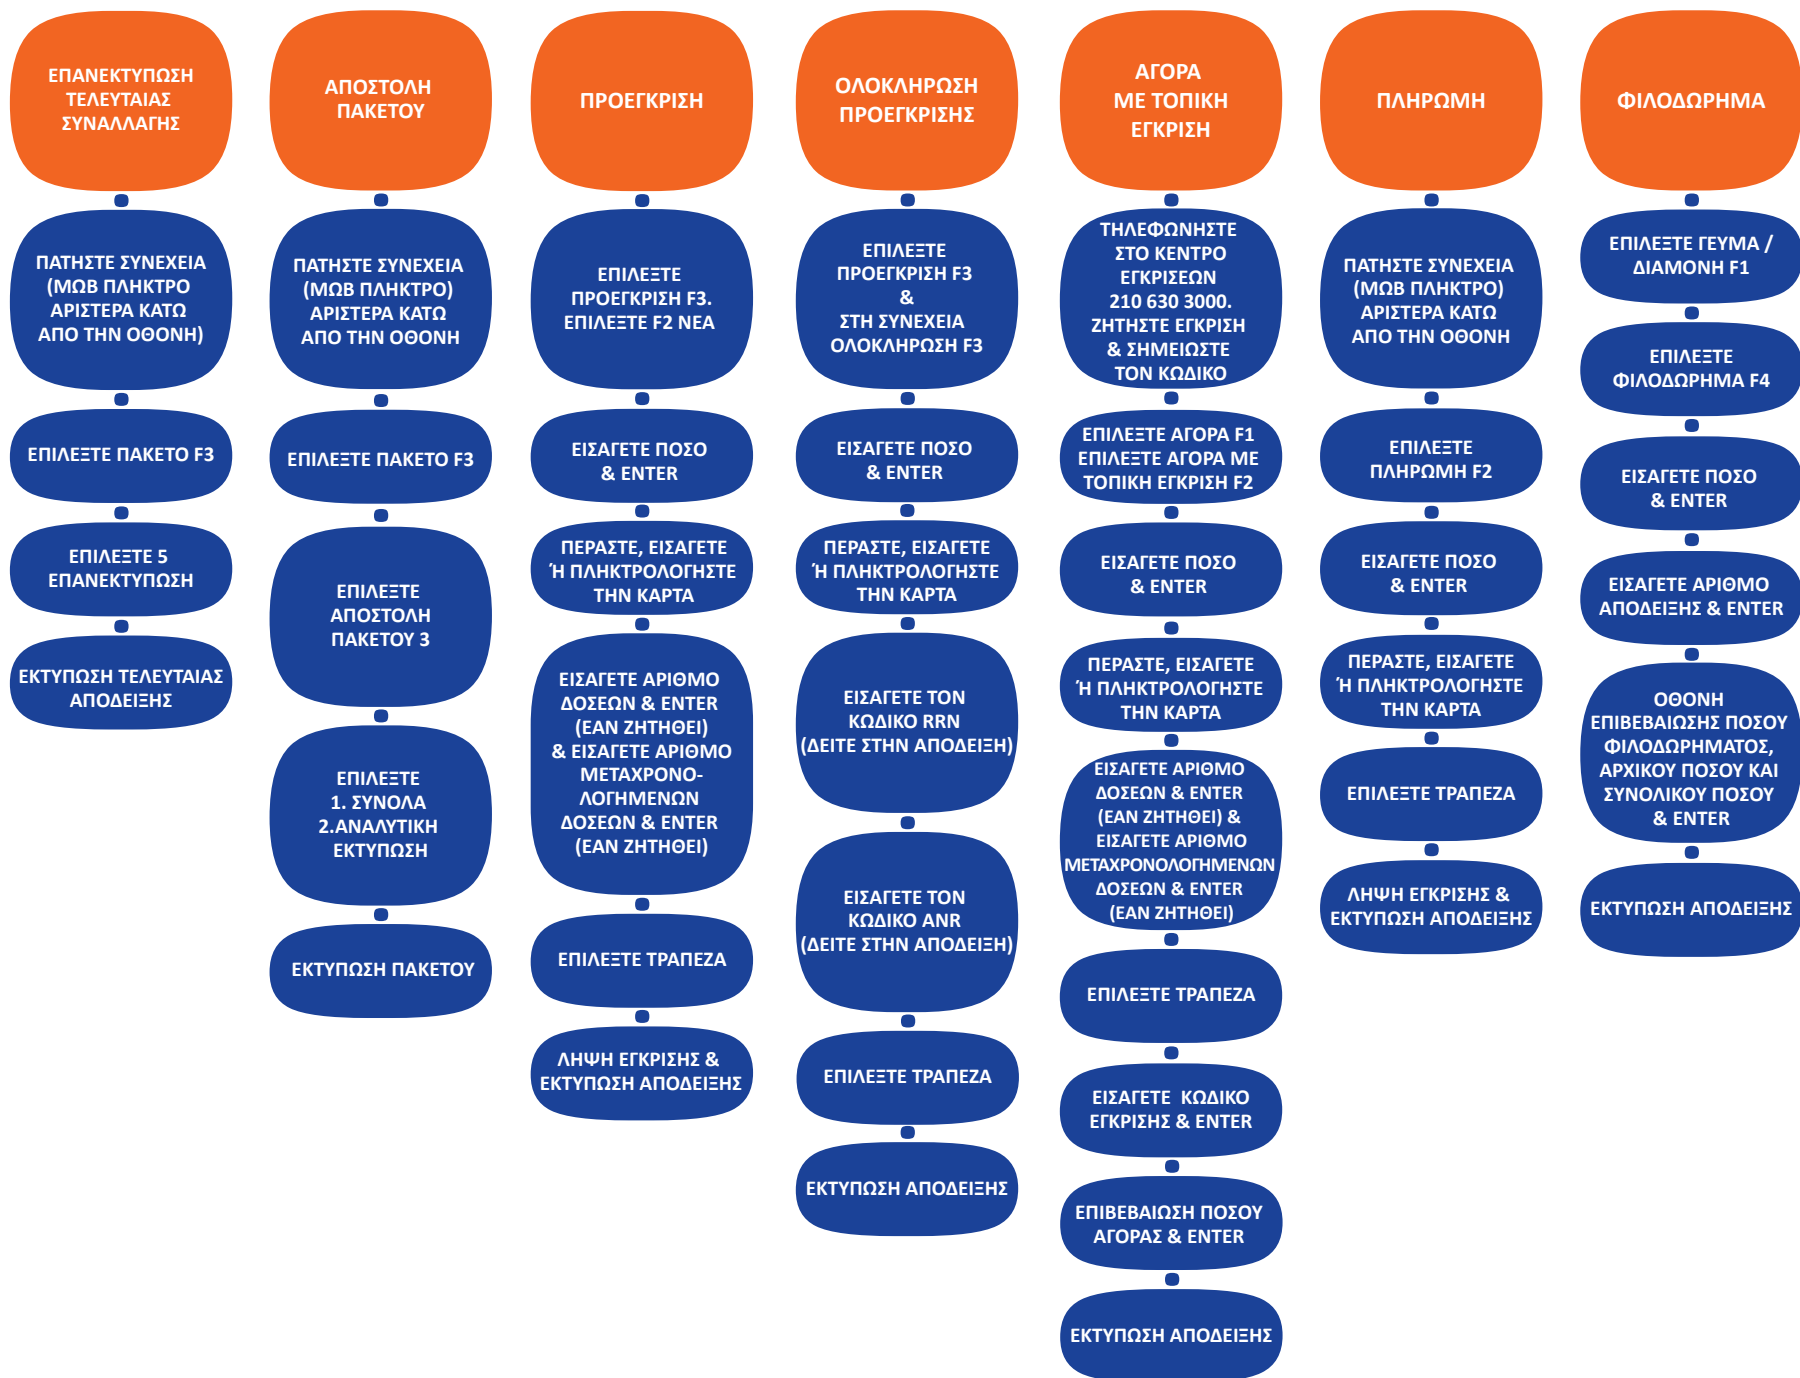 ΕΠΑΝΕΚΤΥΠΩΣΗ
ΤΕΛΕΥΤΑΙΑΣ
ΣΥΝΑΛΛΑΓΗΣ
ΠΑΤΗΣΤΕ ΣΥΝΕΧΕΙΑ
(ΜΩΒ ΠΛΗΚΤΡΟ
ΑΡΙΣΤΕΡΑ ΚΑΤΩ
ΑΠΟ ΤΗΝ ΟΘΟΝΗ)
ΕΠΙΛΕΞΤΕ ΠΑΚΕΤΟ F3
ΕΠΙΛΕΞΤΕ 5
ΕΠΑΝΕΚΤΥΠΩΣΗ
ΕΚΤΥΠΩΣΗ ΤΕΛΕΥΤΑΙΑΣ
ΑΠΟΔΕΙΞΗΣ
ΑΠΟΣΤΟΛΗ
ΠΑΚΕΤΟΥ
ΠΑΤΗΣΤΕ ΣΥΝΕΧΕΙΑ
(ΜΩΒ ΠΛΗΚΤΡΟ)
ΑΡΙΣΤΕΡΑ ΚΑΤΩ
ΑΠΟ ΤΗΝ ΟΘΟΝΗ
ΕΠΙΛΕΞΤΕ ΠΑΚΕΤΟ F3
ΕΠΙΛΕΞΤΕ
ΑΠΟΣΤΟΛΗ
ΠΑΚΕΤΟΥ 3
ΕΠΙΛΕΞΤΕ
1. ΣΥΝΟΛΑ
2.ΑΝΑΛΥΤΙΚΗ
ΕΚΤΥΠΩΣΗ
ΕΚΤΥΠΩΣΗ ΠΑΚΕΤΟΥ
ΠΡΟΕΓΚΡΙΣΗ
ΕΠΙΛΕΞΤΕ
ΠΡΟΕΓΚΡΙΣΗ F3.
ΕΠΙΛΕΞΤΕ F2 ΝΕΑ
ΕΙΣΑΓΕΤΕ ΠΟΣΟ
& ENTER
ΠΕΡΑΣΤΕ, ΕΙΣΑΓΕΤΕ
Ή ΠΛΗΚΤΡΟΛΟΓΗΣΤΕ
ΤΗΝ ΚΑΡΤΑ
ΕΙΣΑΓΕΤΕ ΑΡΙΘΜΟ
ΔΟΣΕΩΝ & ENTER
(ΕΑΝ ΖΗΤΗΘΕΙ)
& ΕΙΣΑΓΕΤΕ ΑΡΙΘΜΟ
ΜΕΤΑΧΡΟΝΟ-
ΛΟΓΗΜΕΝΩΝ
ΔΟΣΕΩΝ & ENTER
(ΕΑΝ ΖΗΤΗΘΕΙ)
ΕΠΙΛΕΞΤΕ ΤΡΑΠΕΖΑ
ΛΗΨΗ ΕΓΚΡΙΣΗΣ &
ΕΚΤΥΠΩΣΗ ΑΠΟΔΕΙΞΗΣ
ΟΛΟΚΛΗΡΩΣΗ
ΠΡΟΕΓΚΡΙΣΗΣ
ΕΠΙΛΕΞΤΕ
ΠΡΟΕΓΚΡΙΣΗ F3
&
ΣΤΗ ΣΥΝΕΧΕΙΑ
ΟΛΟΚΛΗΡΩΣΗ F3
ΕΙΣΑΓΕΤΕ ΠΟΣΟ
& ENTER
ΠΕΡΑΣΤΕ, ΕΙΣΑΓΕΤΕ
Ή ΠΛΗΚΤΡΟΛΟΓΗΣΤΕ
ΤΗΝ ΚΑΡΤΑ
ΕΙΣΑΓΕΤΕ ΤΟΝ
ΚΩΔΙΚΟ RRN
(ΔΕΙΤΕ ΣΤΗΝ ΑΠΟΔΕΙΞΗ)
ΕΙΣΑΓΕΤΕ ΤΟΝ
ΚΩΔΙΚΟ ANR
(ΔΕΙΤΕ ΣΤΗΝ ΑΠΟΔΕΙΞΗ)
ΕΠΙΛΕΞΤΕ ΤΡΑΠΕΖΑ
ΕΚΤΥΠΩΣΗ ΑΠΟΔΕΙΞΗΣ
ΑΓΟΡΑ
ΜΕ ΤΟΠΙΚΗ
ΕΓΚΡΙΣΗ
ΤΗΛΕΦΩΝΗΣΤΕ
ΣΤΟ ΚΕΝΤΡΟ
ΕΓΚΡΙΣΕΩΝ
210 630 3000.
ΖΗΤΗΣΤΕ ΕΓΚΡΙΣΗ
& ΣΗΜΕΙΩΣΤΕ
ΤΟΝ ΚΩΔΙΚΟ
ΕΠΙΛΕΞΤΕ ΑΓΟΡΑ F1
ΕΠΙΛΕΞΤΕ ΑΓΟΡΑ ΜΕ
ΤΟΠΙΚΗ ΕΓΚΡΙΣΗ F2
ΕΙΣΑΓΕΤΕ ΠΟΣΟ
& ENTER
ΠΕΡΑΣΤΕ, ΕΙΣΑΓΕΤΕ
Ή ΠΛΗΚΤΡΟΛΟΓΗΣΤΕ
ΤΗΝ ΚΑΡΤΑ
ΕΙΣΑΓΕΤΕ ΑΡΙΘΜΟ
ΔΟΣΕΩΝ & ENTER
(ΕΑΝ ΖΗΤΗΘΕΙ) &
ΕΙΣΑΓΕΤΕ ΑΡΙΘΜΟ
ΜΕΤΑΧΡΟΝΟΛΟΓΗΜΕΝΩΝ
ΔΟΣΕΩΝ & ENTER
(ΕΑΝ ΖΗΤΗΘΕΙ)
ΕΠΙΛΕΞΤΕ ΤΡΑΠΕΖΑ
ΕΙΣΑΓΕΤΕ ΚΩΔΙΚΟ
ΕΓΚΡΙΣΗΣ & ENTER
ΕΠΙΒΕΒΑΙΩΣΗ ΠΟΣΟΥ
ΑΓΟΡΑΣ & ENTER
ΕΚΤΥΠΩΣΗ ΑΠΟΔΕΙΞΗΣ
ΠΛΗΡΩΜΗ
ΠΑΤΗΣΤΕ ΣΥΝΕΧΕΙΑ
(ΜΩΒ ΠΛΗΚΤΡΟ)
ΑΡΙΣΤΕΡΑ ΚΑΤΩ
ΑΠΟ ΤΗΝ ΟΘΟΝΗ
ΕΠΙΛΕΞΤΕ
ΠΛΗΡΩΜΗ F2
ΕΙΣΑΓΕΤΕ ΠΟΣΟ
& ENTER
ΠΕΡΑΣΤΕ, ΕΙΣΑΓΕΤΕ
Ή ΠΛΗΚΤΡΟΛΟΓΗΣΤΕ
ΤΗΝ ΚΑΡΤΑ
ΕΠΙΛΕΞΤΕ ΤΡΑΠΕΖΑ
ΛΗΨΗ ΕΓΚΡΙΣΗΣ &
ΕΚΤΥΠΩΣΗ ΑΠΟΔΕΙΞΗΣ
ΦΙΛΟΔΩΡΗΜΑ
ΕΠΙΛΕΞΤΕ ΓΕΥΜΑ /
ΔΙΑΜΟΝΗ F1
ΕΠΙΛΕΞΤΕ
ΦΙΛΟΔΩΡΗΜΑ F4
ΕΙΣΑΓΕΤΕ ΠΟΣΟ
& ENTER
ΕΙΣΑΓΕΤΕ ΑΡΙΘΜΟ
ΑΠΟΔΕΙΞΗΣ & ENTER
ΟΘΟΝΗ
ΕΠΙΒΕΒΑΙΩΣΗΣ ΠΟΣΟΥ
ΦΙΛΟΔΩΡΗΜΑΤΟΣ,
ΑΡΧΙΚΟΥ ΠΟΣΟΥ ΚΑΙ
ΣΥΝΟΛΙΚΟΥ ΠΟΣΟΥ
& ENTER
ΕΚΤΥΠΩΣΗ ΑΠΟΔΕΙΞΗΣ